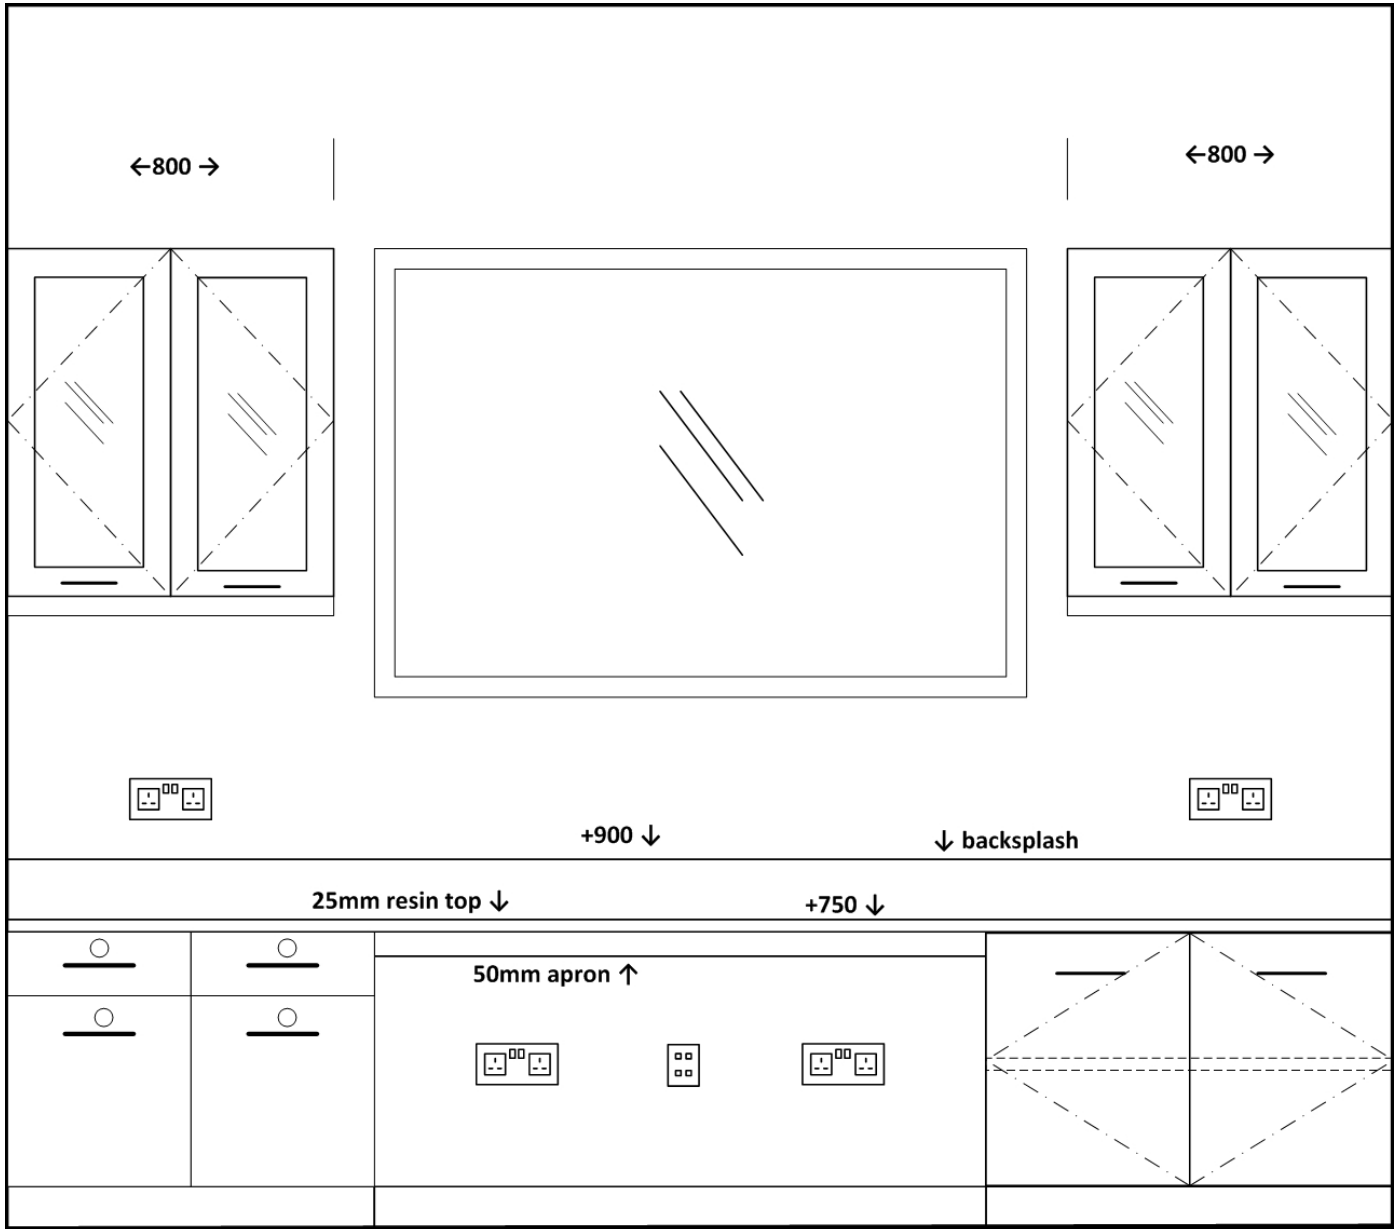 ←800 →
←800 →
+900 ↓
↓ backsplash
25mm resin top ↓
+750 ↓
50mm apron ↑